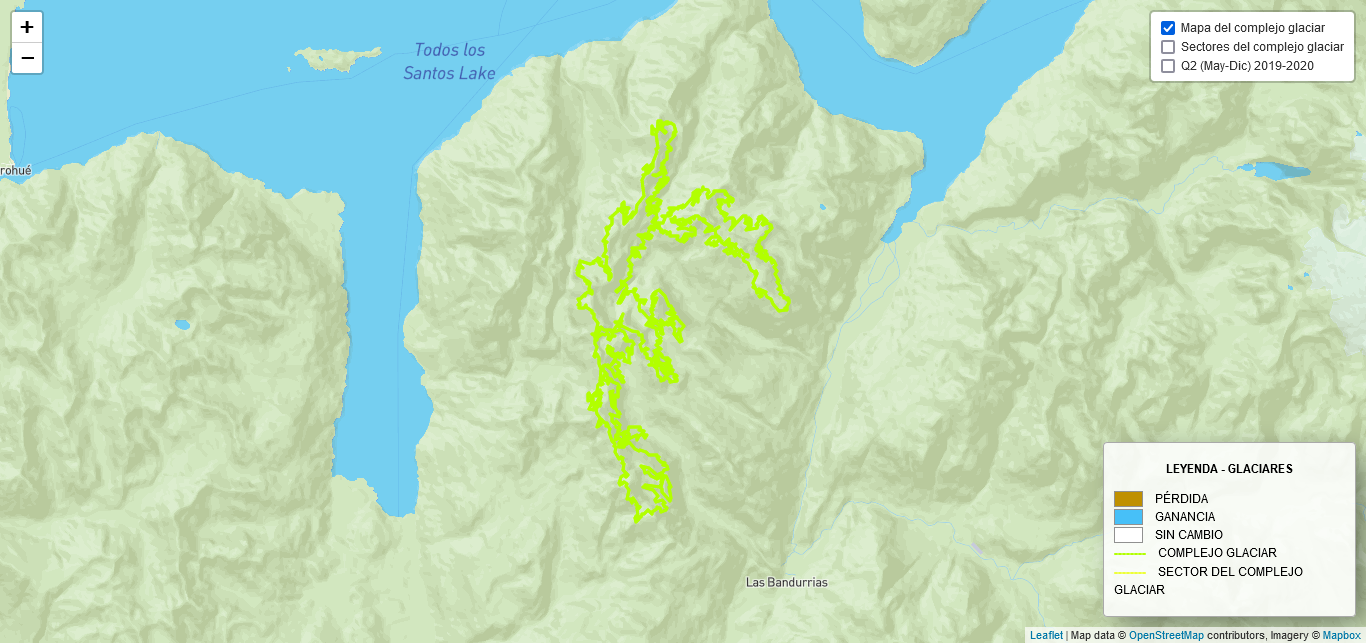 +
−
Todos los
Santos Lake
rohué
Las Bandurrias
Mapa del complejo glaciar
Sectores del complejo glaciar
Q2 (May-Dic) 2019-2020
LEYENDA - GLACIARES
PÉRDIDA
GANANCIA
SIN CAMBIO
COMPLEJO GLACIAR
SECTOR DEL COMPLEJO
GLACIAR
Leaflet | Map data © OpenStreetMap contributors, Imagery © Mapbox